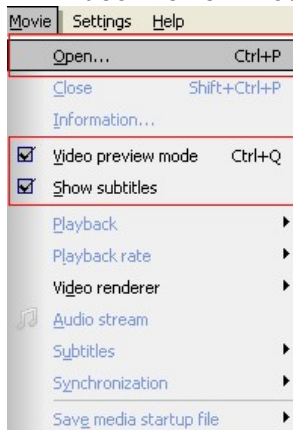 Movie Settings Help
Open... Ctrl+P
Close Shift+Ctrl+P
Information...
Video preview mode Ctrl+Q
Show subtitles
Playback
Playback rate
Video renderer
Audio stream
Subtitles
Synchronization
Save media startup file